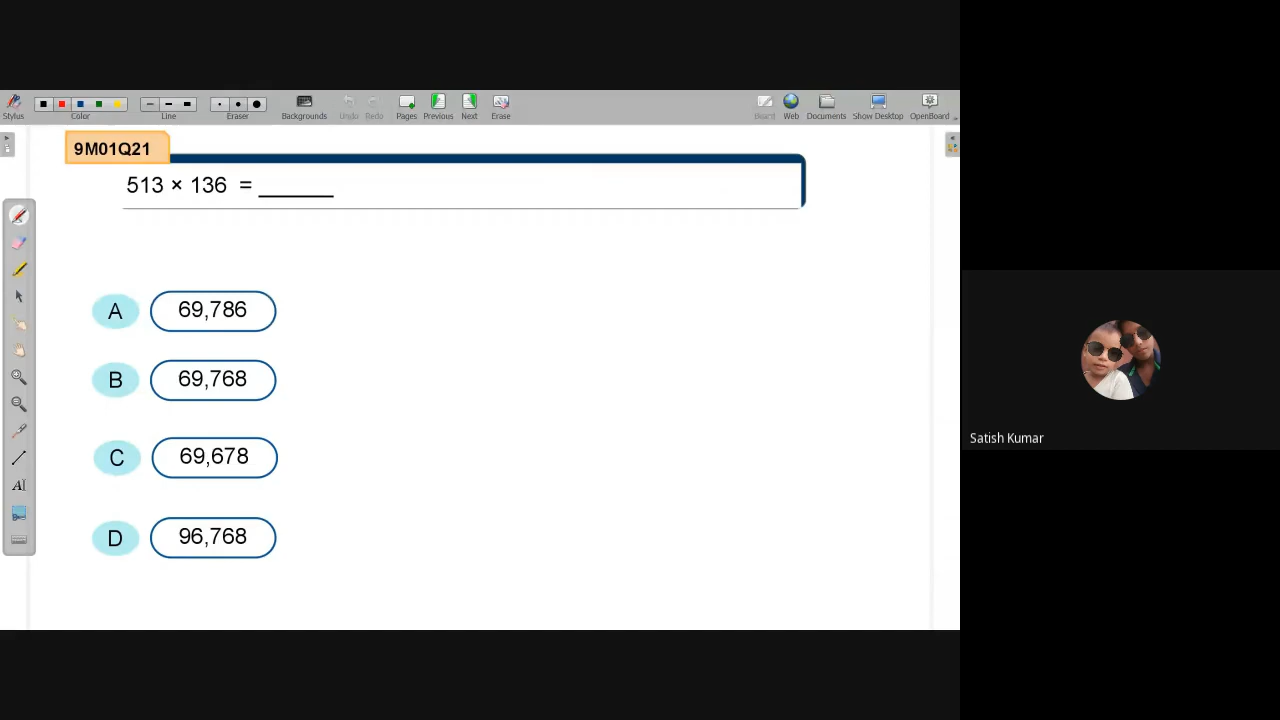 Stylus Color Line Eraser Backgrounds Undo Redo Pages Previous Next Erase Board Web Documents Show Desktop OpenBoard
9M01Q21
513 × 136 = ______
A 69,786
B 69,768
C 69,678
D 96,768
Satish Kumar